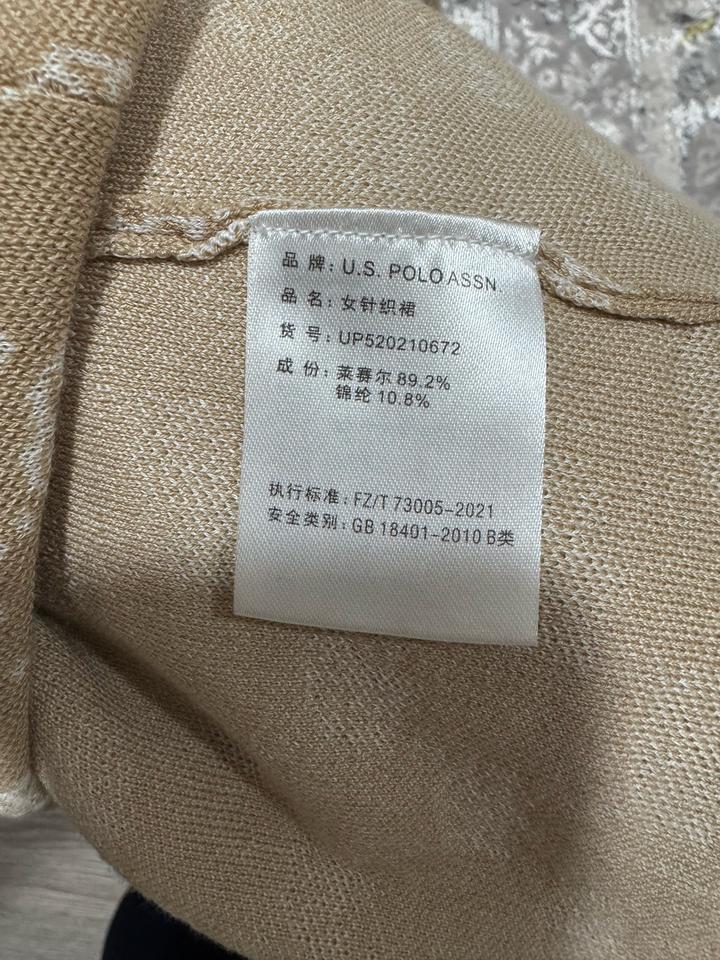 品 牌: U.S. POLO ASSN.
品 名: 女针织裙
货 号: UP520210672
成 份: 莱赛尔 89.2%
锦纶 10.8%
执行标准: FZ/T 73005-2021
安全类别: GB 18401-2010 B类